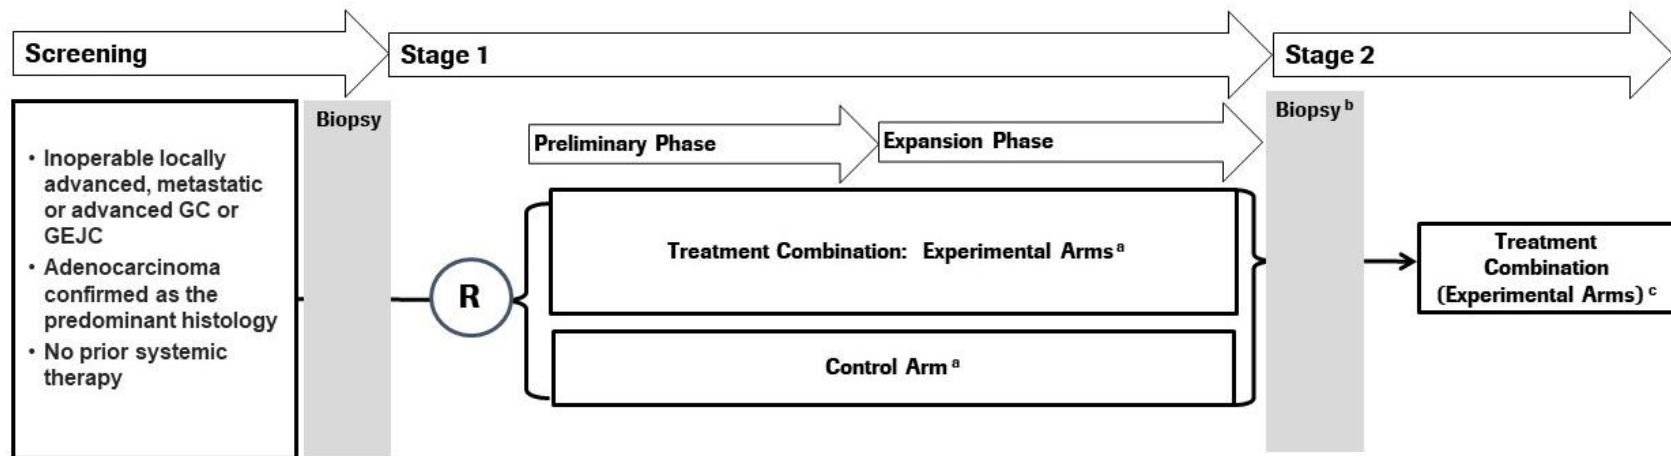 Screening
Stage 1
Stage 2
Biopsy
Biopsy b
Preliminary Phase
Expansion Phase
• Inoperable locally
advanced, metastatic
or advanced GC or
GEJC
• Adenocarcinoma
confirmed as the
predominant histology
• No prior systemic
therapy
R
Treatment Combination: Experimental Arms a
Control Arm a
Treatment
Combination
(Experimental Arms) c